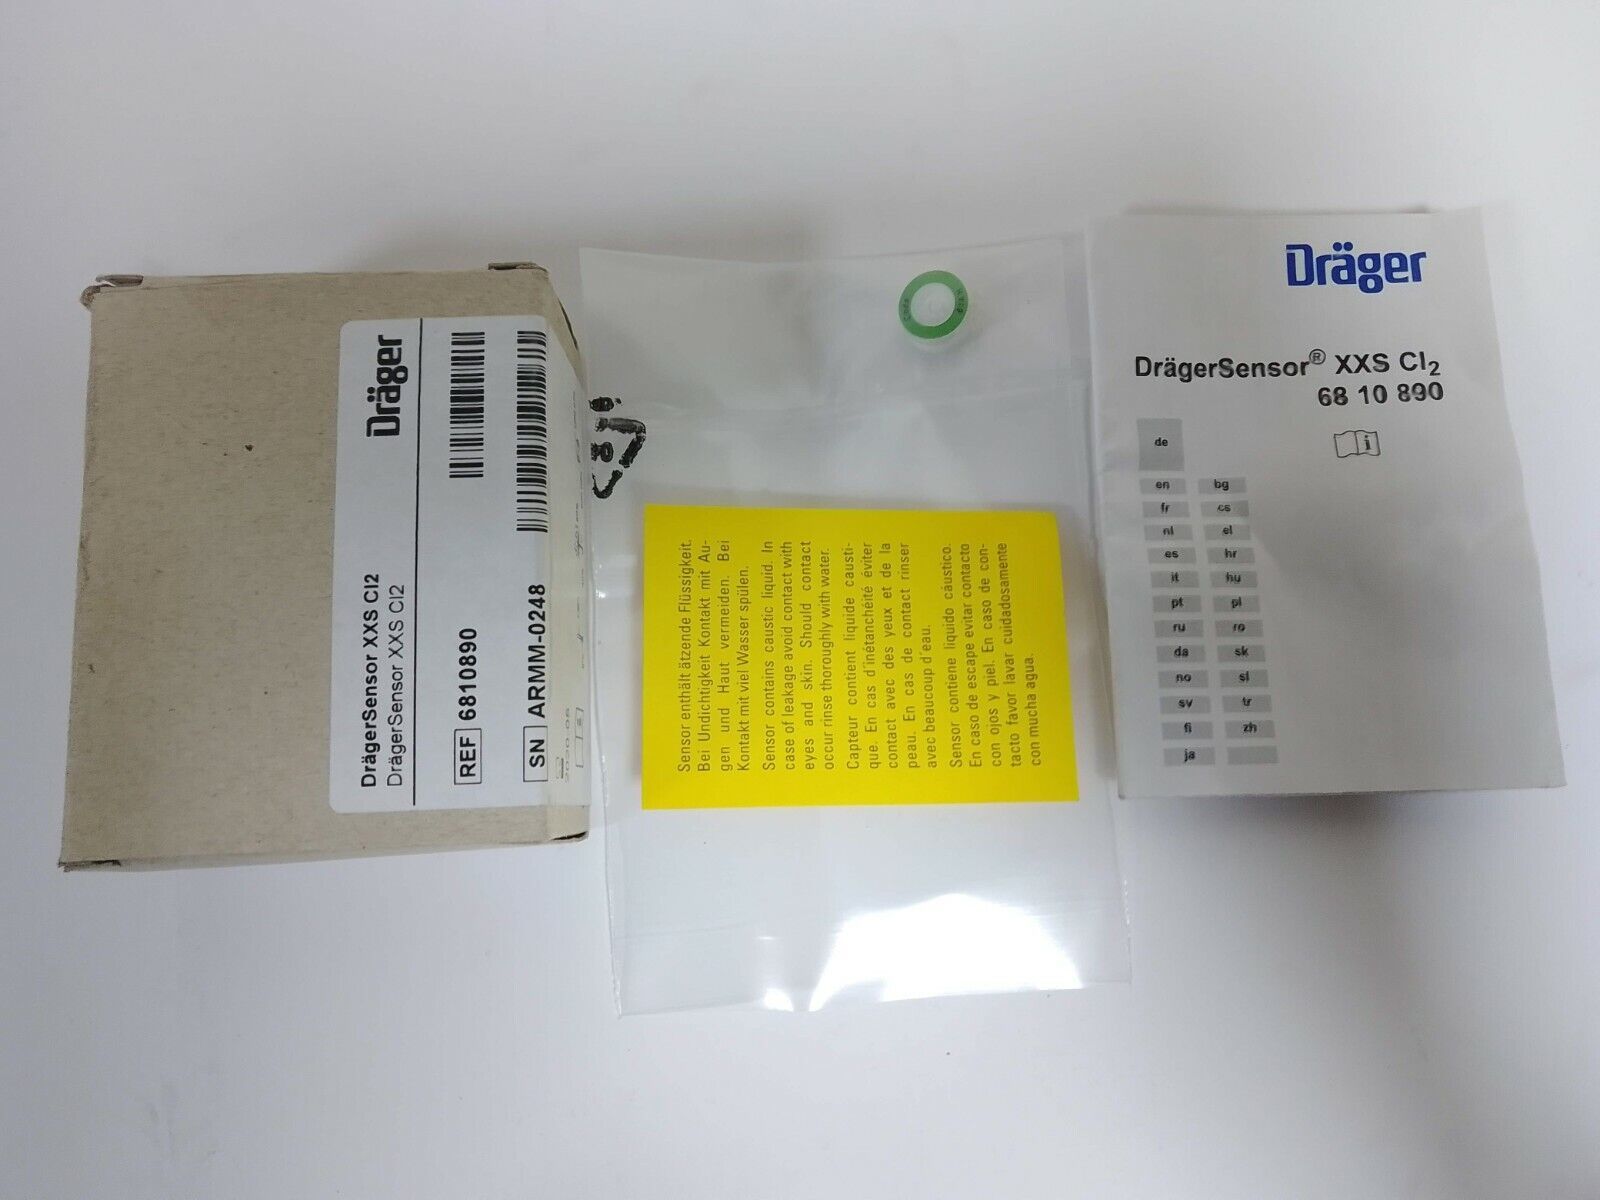 Dräger
DrägerSensor XXS Cl2
DrägerSensor XXS Cl2
REF 6810890
SN ARMM-0248
Code
Sensor enthält ätzende Flüssigkeit.
Bei Undichtigkeit Kontakt mit Au-
gen und Haut vermeiden. Bei
Kontakt mit viel Wasser spülen.
Sensor contains caustic liquid. In
case of leakage avoid contact with
eyes and skin. Should contact
occur rinse thoroughly with water.
Capteur contient liquide causti-
que. En cas d'inétanchéité éviter
contact avec des yeux et de la
peau. En cas de contact rinser
avec beaucoup d'eau.
Sensor contiene liquido cáustico.
En caso de escape evitar contacto
con ojos y piel. En caso de con-
tacto favor lavar cuidadosamente
con mucha agua.
Dräger
DrägerSensor® XXS Cl₂
68 10 890
i
de
en bg
fr cs
nl el
es hr
it hu
pt pl
ru ro
da sk
no sl
sv tr
fi zh
ja